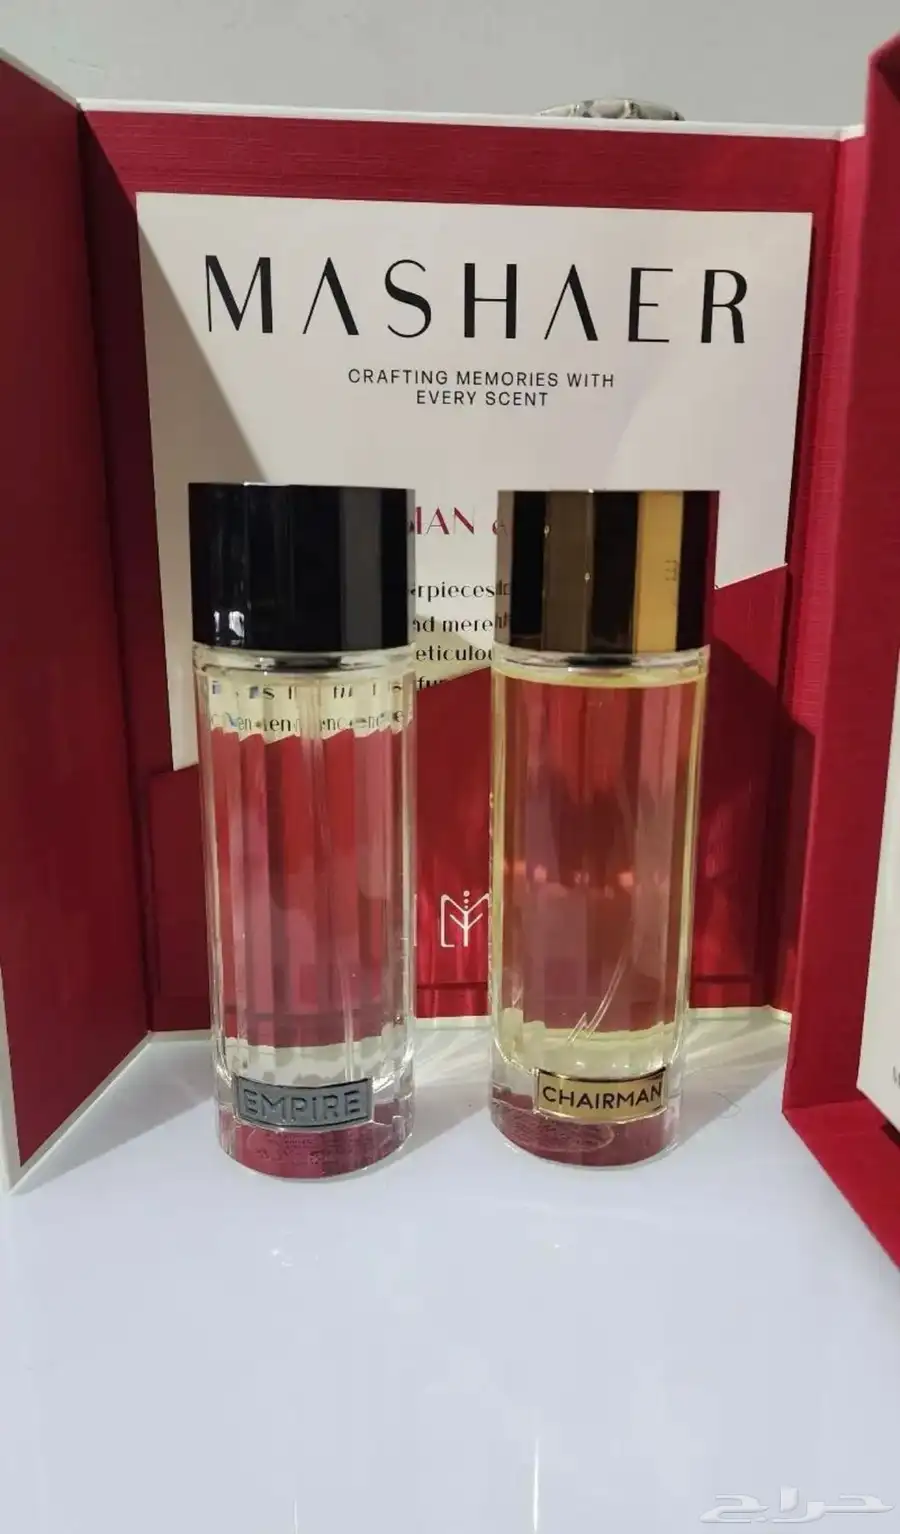 MASHAER
CRAFTING MEMORIES WITH
EVERY SCENT
EMPIRE
CHAIRMAN
حراج